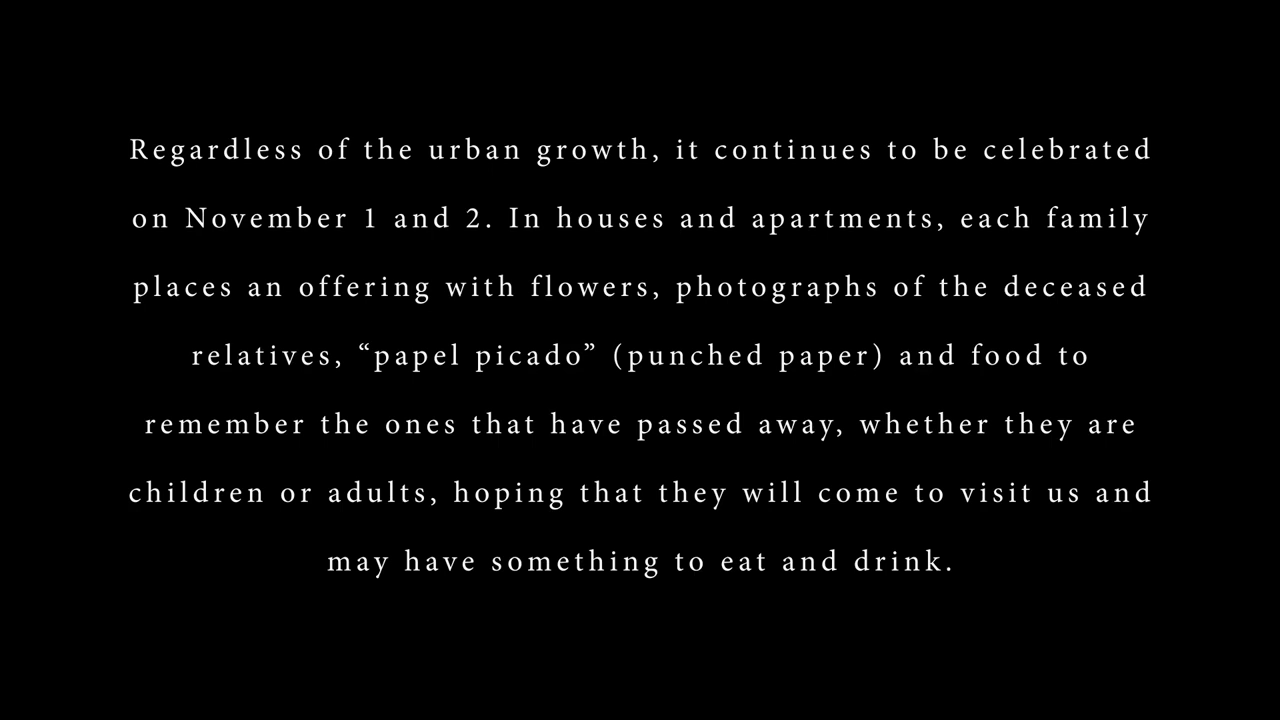 Regardless of the urban growth, it continues to be celebrated
on November 1 and 2. In houses and apartments, each family
places an offering with flowers, photographs of the deceased
relatives, “papel picado” (punched paper) and food to
remember the ones that have passed away, whether they are
children or adults, hoping that they will come to visit us and
may have something to eat and drink.